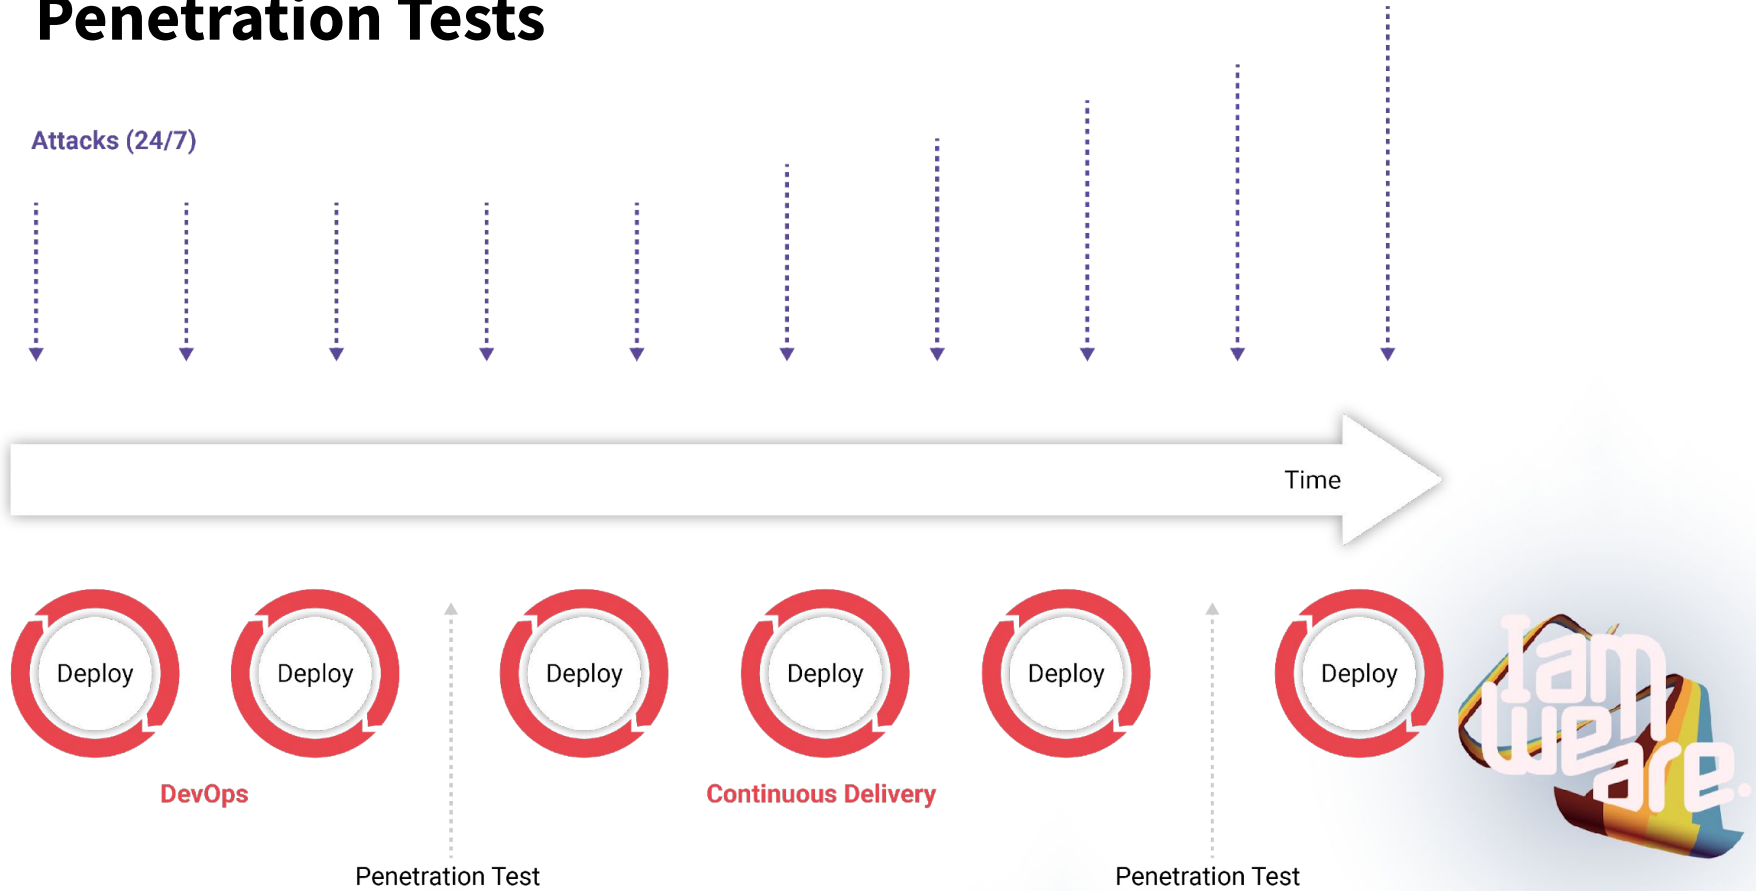 Penetration Tests
Attacks (24/7)
Time
Deploy
Deploy
Deploy
Deploy
Deploy
Deploy
DevOps
Continuous Delivery
Penetration Test
Penetration Test
I am
we
are.